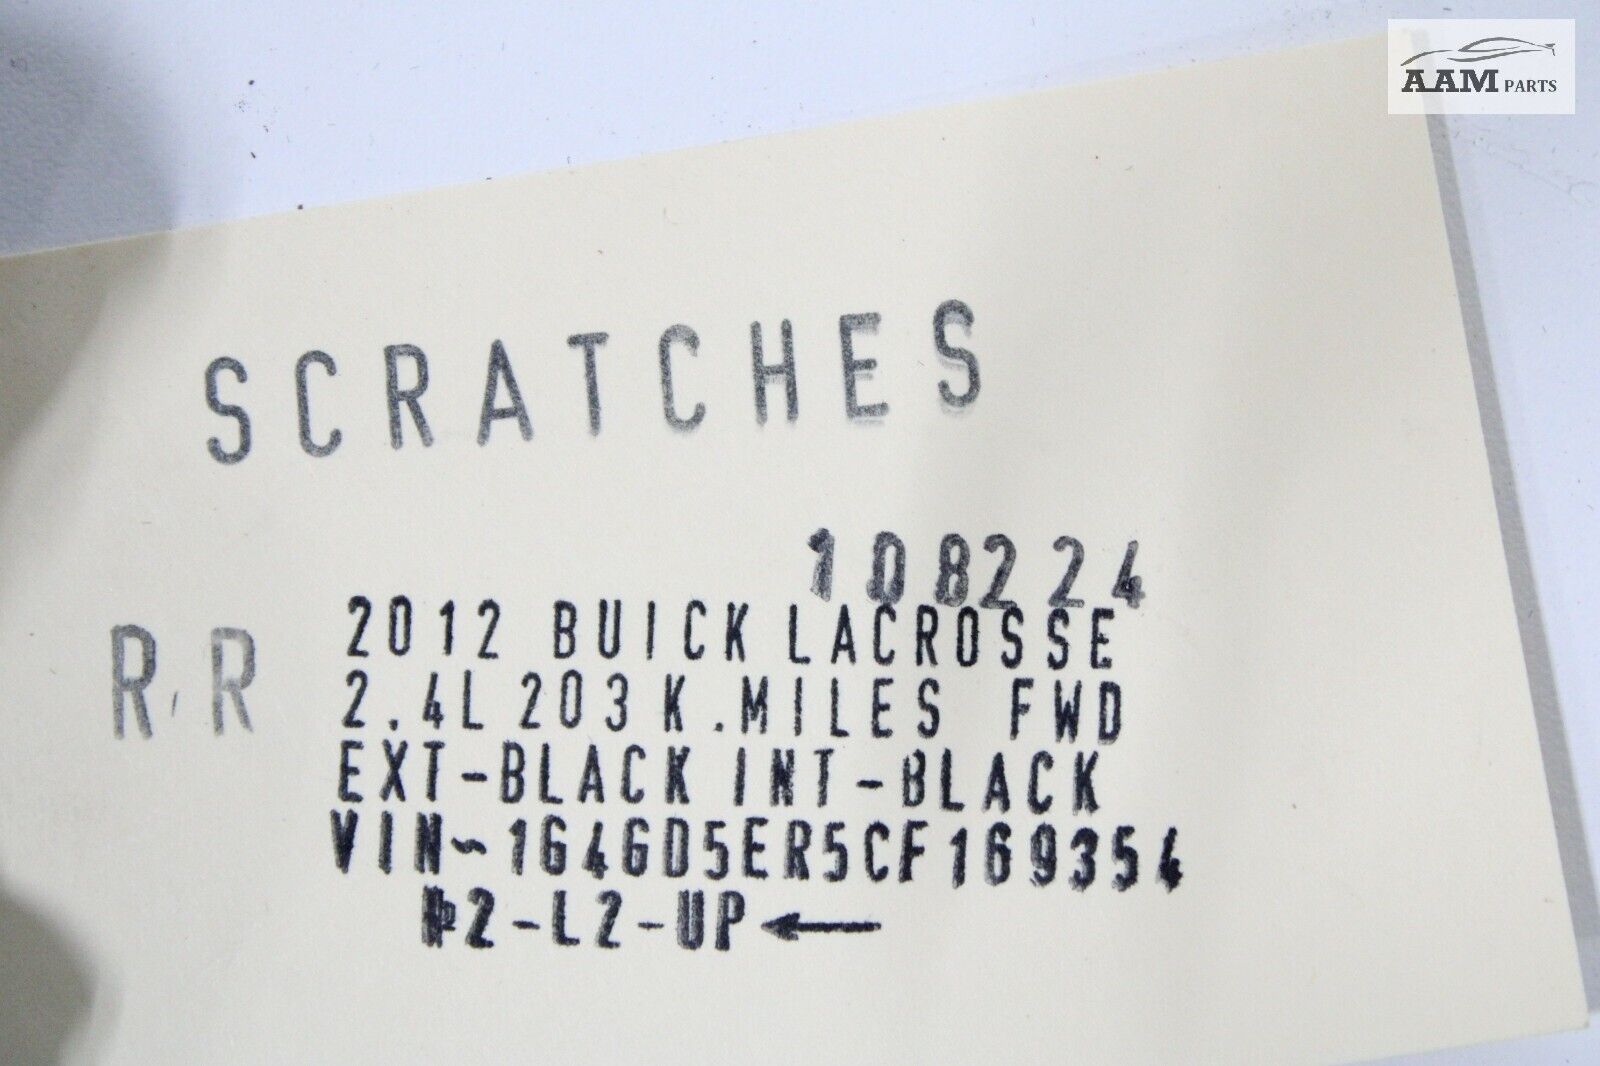 AAM PARTS
SCRATCHES
108224
RR
2012 BUICK LACROSSE
2.4L 203 K.MILES FWD
EXT-BLACK INT-BLACK
VIN~1G4GD5ER5CF169354
2-L2-UP←